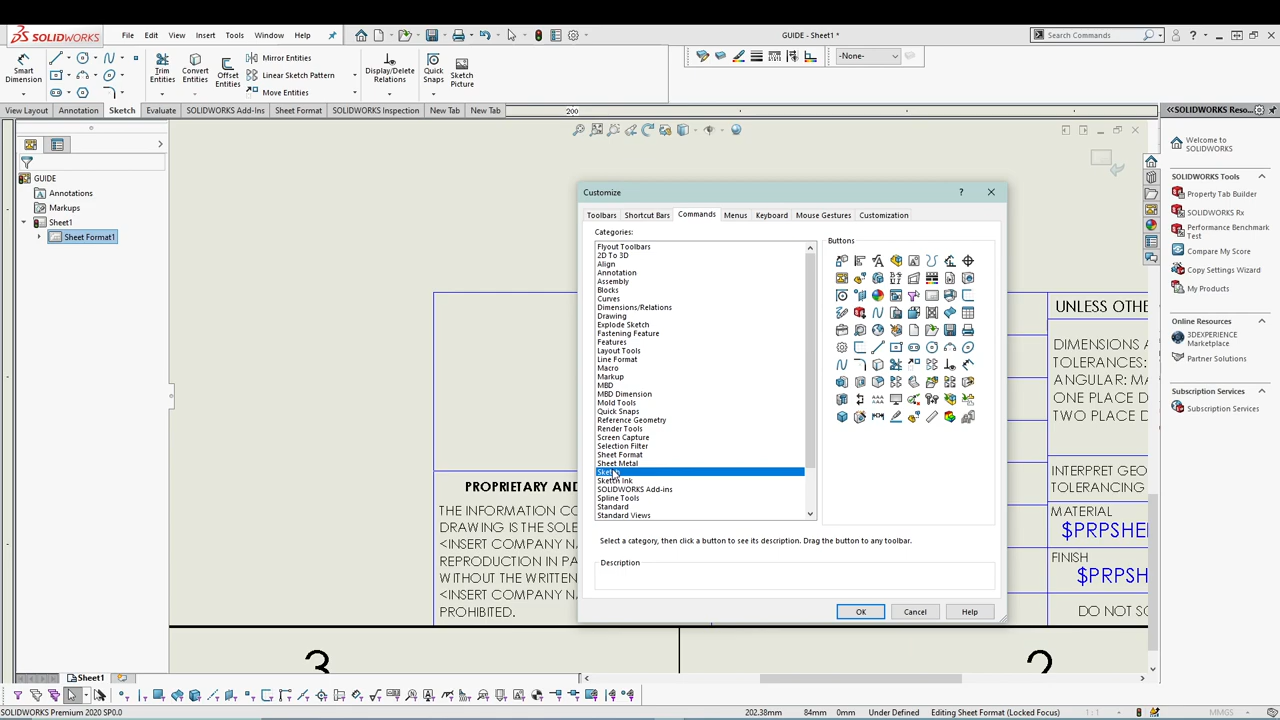 SOLIDWORKS
File
Edit
View
Insert
Tools
Window
Help
GUIDE - Sheet1 *
Search Commands
Smart
Dimension
Trim
Entities
Convert
Entities
Offset
Entities
Mirror Entities
Linear Sketch Pattern
Move Entities
Display/Delete
Relations
Quick
Snaps
Sketch
Picture
-None-
View Layout
Annotation
Sketch
Evaluate
SOLIDWORKS Add-Ins
Sheet Format
SOLIDWORKS Inspection
New Tab
New Tab
200
<<SOLIDWORKS Reso...
GUIDE
Annotations
Markups
Sheet1
Sheet Format1
Customize
Toolbars
Shortcut Bars
Commands
Menus
Keyboard
Mouse Gestures
Customization
Categories:
Flyout Toolbars
2D To 3D
Align
Annotation
Assembly
Blocks
Curves
Dimensions/Relations
Drawing
Explode Sketch
Fastening Feature
Features
Layout Tools
Line Format
Macro
Markup
MBD
MBD Dimension
Mold Tools
Quick Snaps
Reference Geometry
Render Tools
Screen Capture
Selection Filter
Sheet Format
Sheet Metal
Sketch
Sketch Ink
SOLIDWORKS Add-ins
Spline Tools
Standard
Standard Views
Buttons
Select a category, then click a button to see its description. Drag the button to any toolbar.
Description
OK
Cancel
Help
PROPRIETARY AND
THE INFORMATION CO
DRAWING IS THE SOLE
<INSERT COMPANY NA
REPRODUCTION IN PA
WITHOUT THE WRITTEN
<INSERT COMPANY NA
PROHIBITED.
UNLESS OTHE
DIMENSIONS A
TOLERANCES:
ANGULAR: MA
ONE PLACE D
TWO PLACE D
INTERPRET GEO
TOLERANCING
MATERIAL
$PRPSHE
FINISH
$PRPSH
DO NOT SC
3
2
Welcome to
SOLIDWORKS
SOLIDWORKS Tools
Property Tab Builder
SOLIDWORKS Rx
Performance Benchmark
Test
Compare My Score
Copy Settings Wizard
My Products
Online Resources
3DEXPERIENCE
Marketplace
Partner Solutions
Subscription Services
Subscription Services
Sheet1
SOLIDWORKS Premium 2020 SP0.0
202.38mm
84mm
0mm
Under Defined
Editing Sheet Format (Locked Focus)
1:1
MMGS